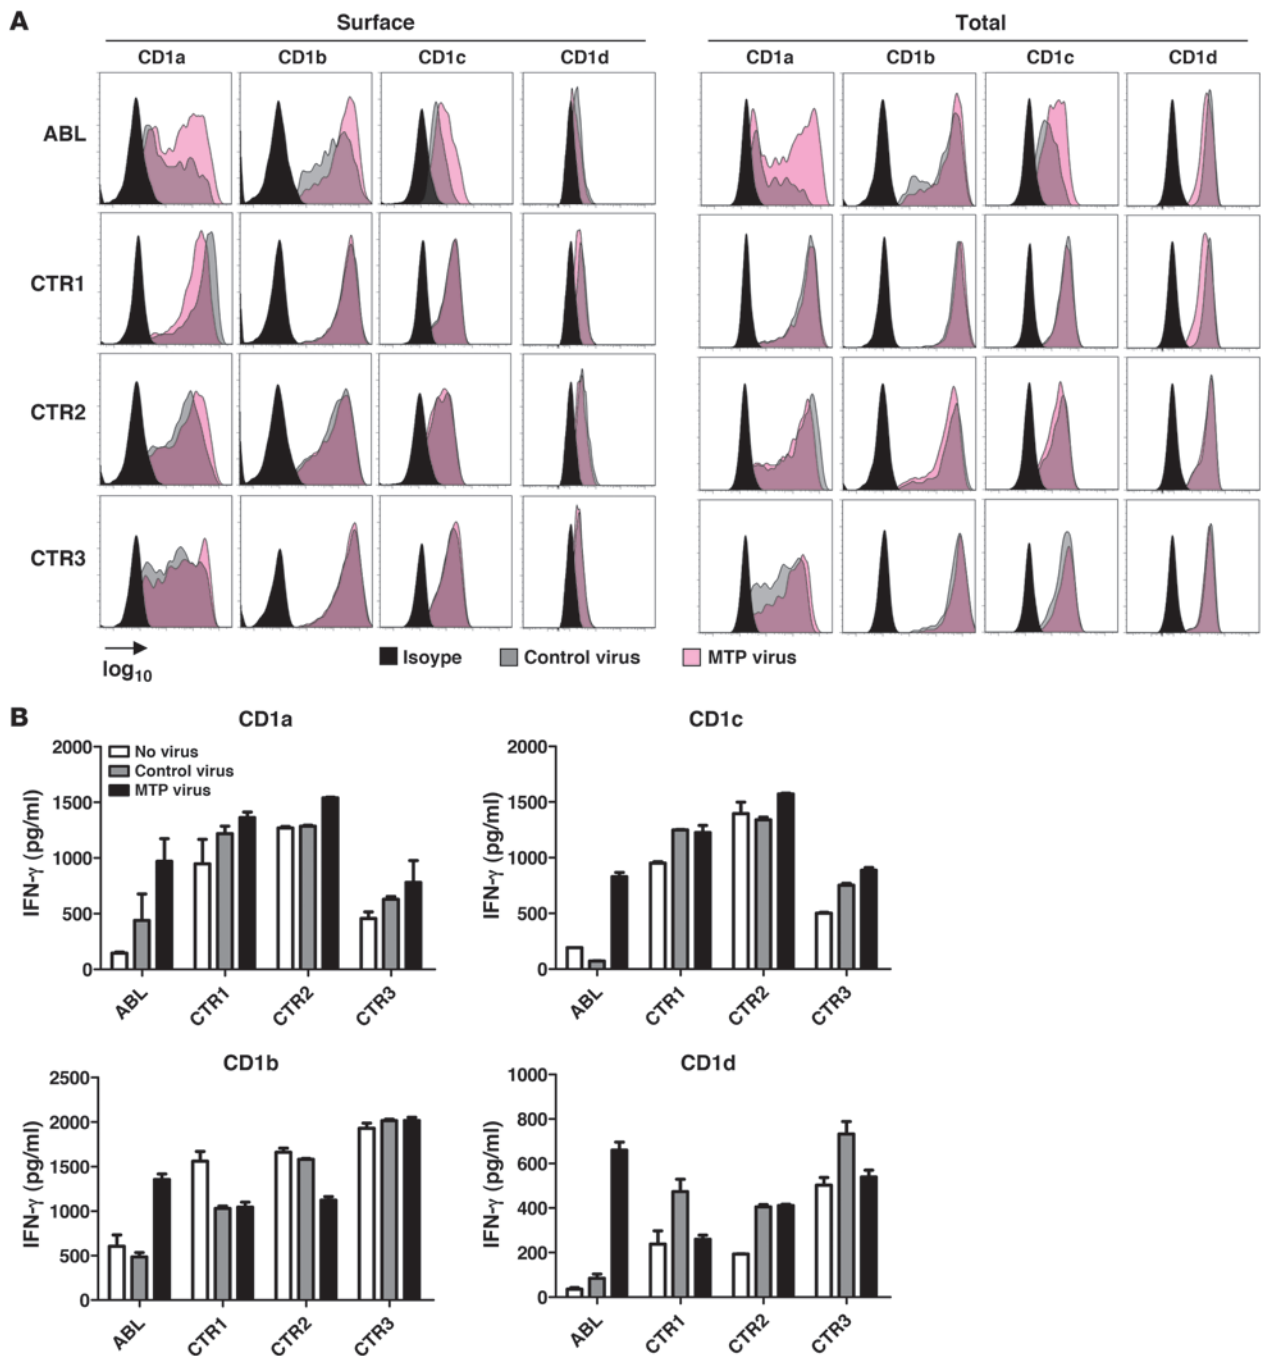 A
Surface Total
CD1a CD1b CD1c CD1d CD1a CD1b CD1c CD1d
ABL
CTR1
CTR2
CTR3
log10
Isoype Control virus MTP virus
B
CD1a
IFN-γ (pg/ml)
2000
1500
1000
500
0
No virus
Control virus
MTP virus
ABL CTR1 CTR2 CTR3
CD1c
IFN-γ (pg/ml)
2000
1500
1000
500
0
ABL CTR1 CTR2 CTR3
CD1b
IFN-γ (pg/ml)
2500
2000
1500
1000
500
0
ABL CTR1 CTR2 CTR3
CD1d
IFN-γ (pg/ml)
1000
800
600
400
200
0
ABL CTR1 CTR2 CTR3